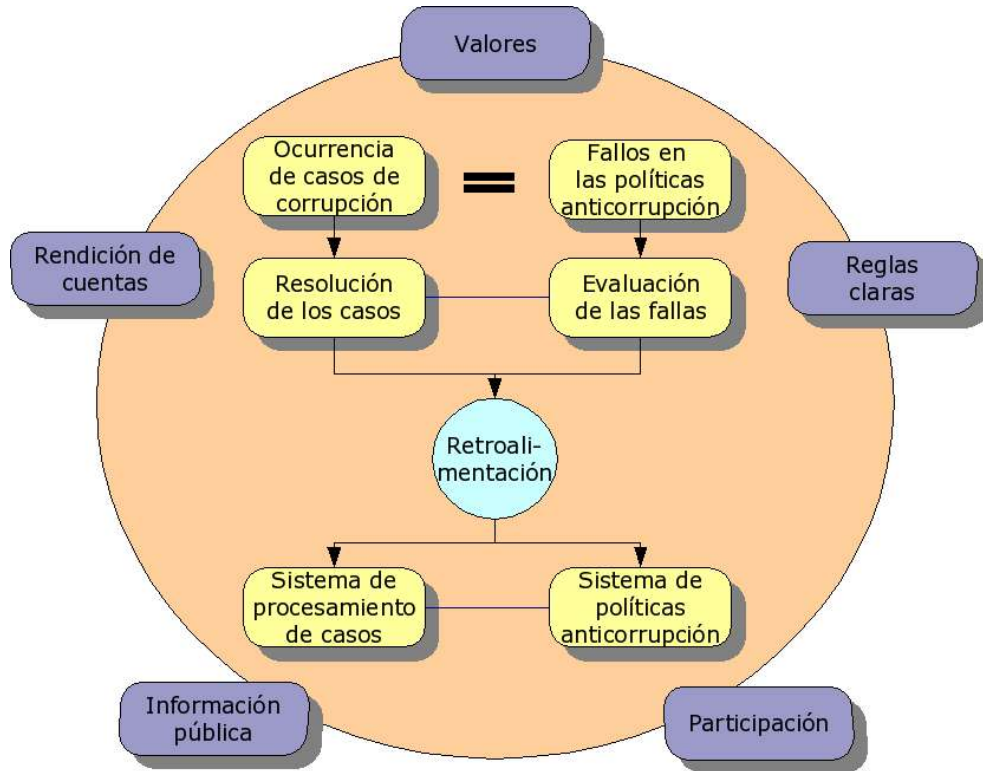 Valores
Ocurrencia
de casos de
corrupción
=
Fallos en
las políticas
anticorrupción
Rendición de
cuentas
Resolución
de los casos
Evaluación
de las fallas
Reglas
claras
Retroali-
mentación
Sistema de
procesamiento
de casos
Sistema de
políticas
anticorrupción
Información
pública
Participación